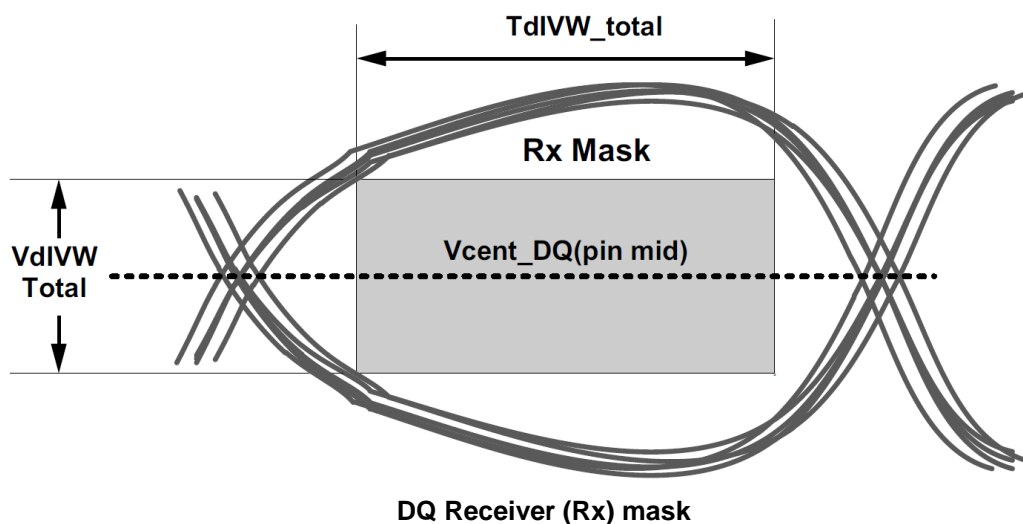 TdIVW_total
Rx Mask
Vcent_DQ(pin mid)
VdIVW
Total
DQ Receiver (Rx) mask